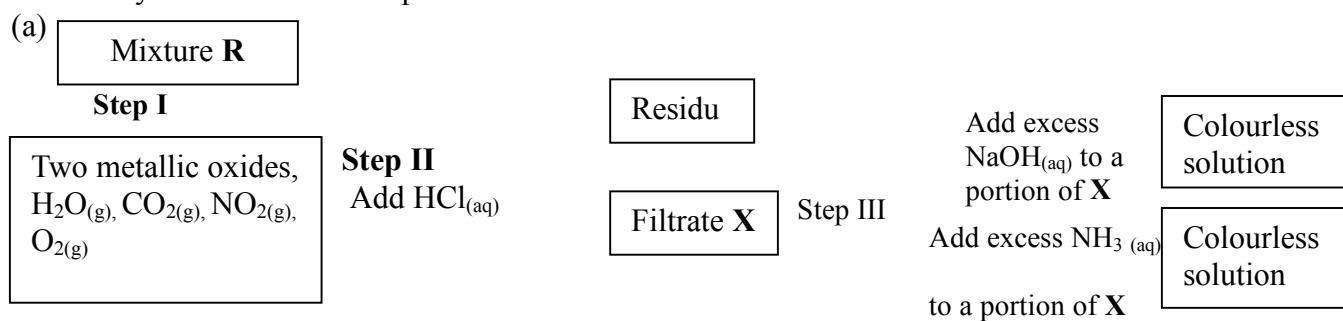 (a)
Mixture R
Step I
Two metallic oxides,
H₂O(g), CO₂(g), NO₂(g),
O₂(g)
Step II
Add HCl(aq)
Residu
Filtrate X
Step III
Add excess
NaOH(aq) to a
portion of X
Colourless
solution
Add excess NH₃ (aq)
to a portion of X
Colourless
solution